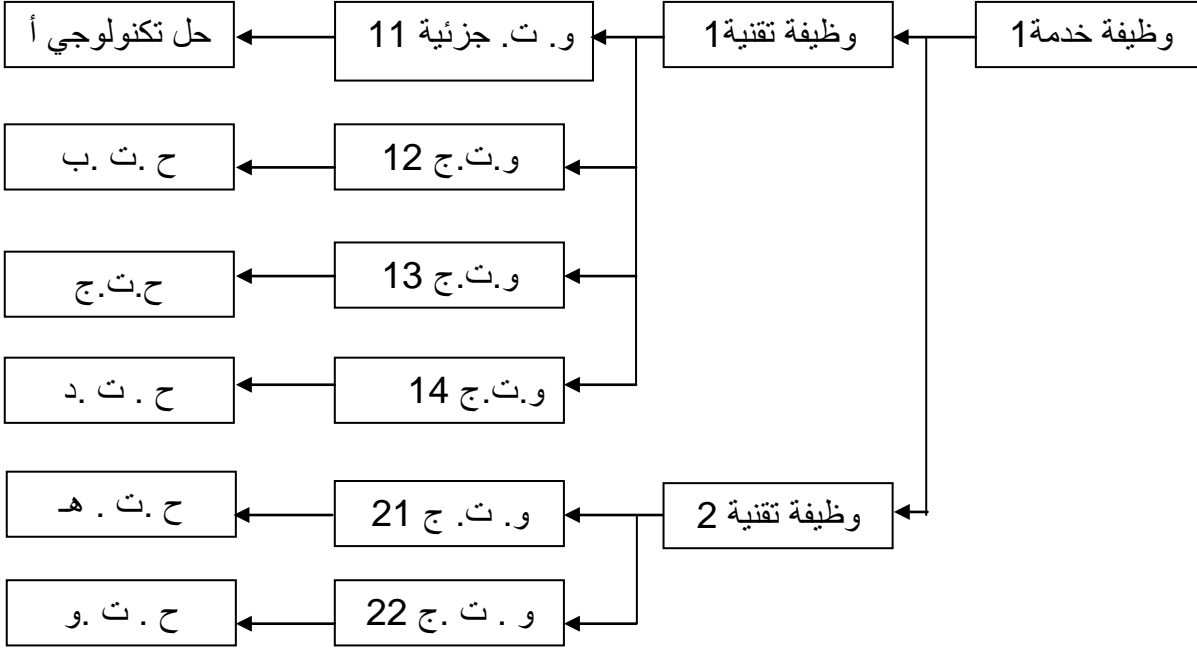 وظيفة خدمة1
وظيفة تقنية1
و. ت. جزئية 11
حل تكنولوجي أ
و.ت.ج 12
ح .ت .ب
و.ت.ج 13
ح.ت.ج
و.ت.ج 14
ح . ت .د
وظيفة تقنية 2
و. ت. ج 21
ح .ت . هـ
و . ت .ج 22
ح . ت .و